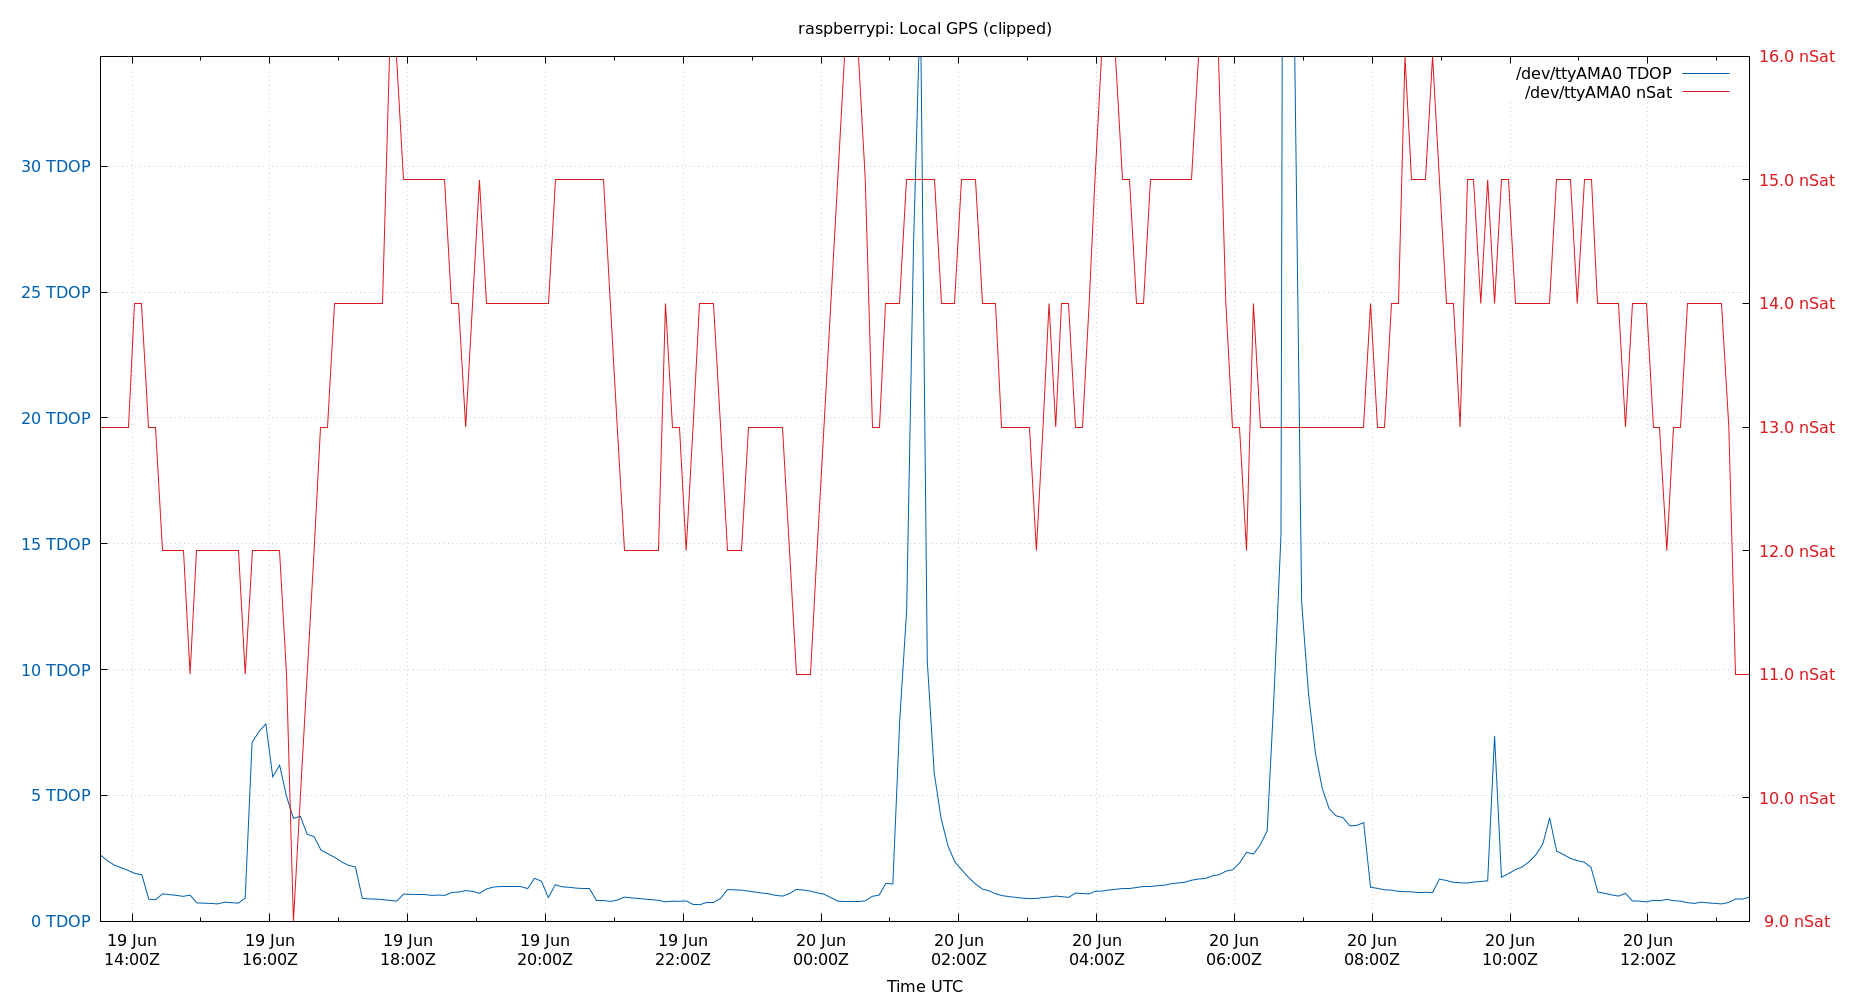 raspberrypi: Local GPS (clipped)
/dev/ttyAMA0 TDOP
/dev/ttyAMA0 nSat
30 TDOP
25 TDOP
20 TDOP
15 TDOP
10 TDOP
5 TDOP
0 TDOP
16.0 nSat
15.0 nSat
14.0 nSat
13.0 nSat
12.0 nSat
11.0 nSat
10.0 nSat
9.0 nSat
19 Jun 19 Jun 19 Jun 19 Jun 19 Jun 20 Jun 20 Jun 20 Jun 20 Jun 20 Jun 20 Jun 20 Jun
14:00Z 16:00Z 18:00Z 20:00Z 22:00Z 00:00Z 02:00Z 04:00Z 06:00Z 08:00Z 10:00Z 12:00Z
Time UTC